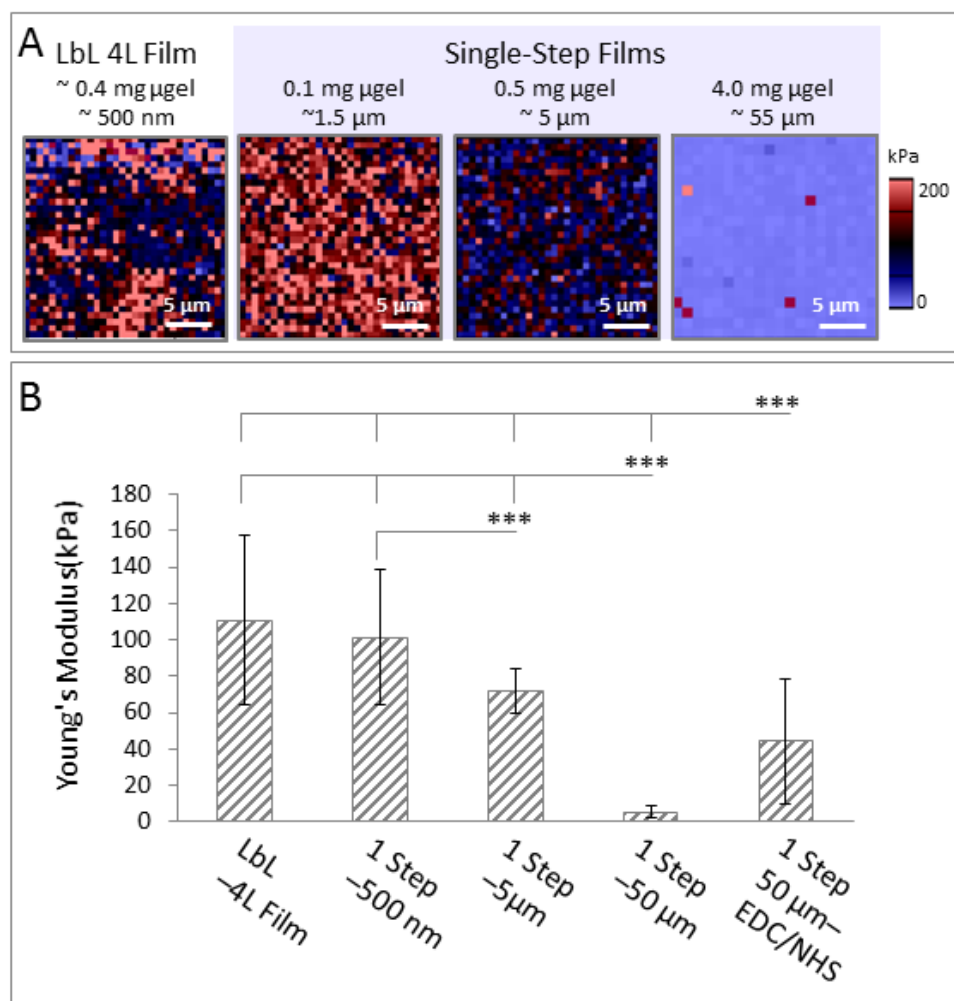 A
LbL 4L Film
~ 0.4 mg µgel
~ 500 nm
Single-Step Films
0.1 mg µgel
~1.5 µm
0.5 mg µgel
~ 5 µm
4.0 mg µgel
~ 55 µm
kPa
200
0
5 µm
5 µm
5 µm
5 µm
B
***
***
***
Young's Modulus(kPa)
180
160
140
120
100
80
60
40
20
0
LbL
–4L Film
1 Step
–500 nm
1 Step
–5µm
1 Step
–50 µm
1 Step
50 µm–
EDC/NHS